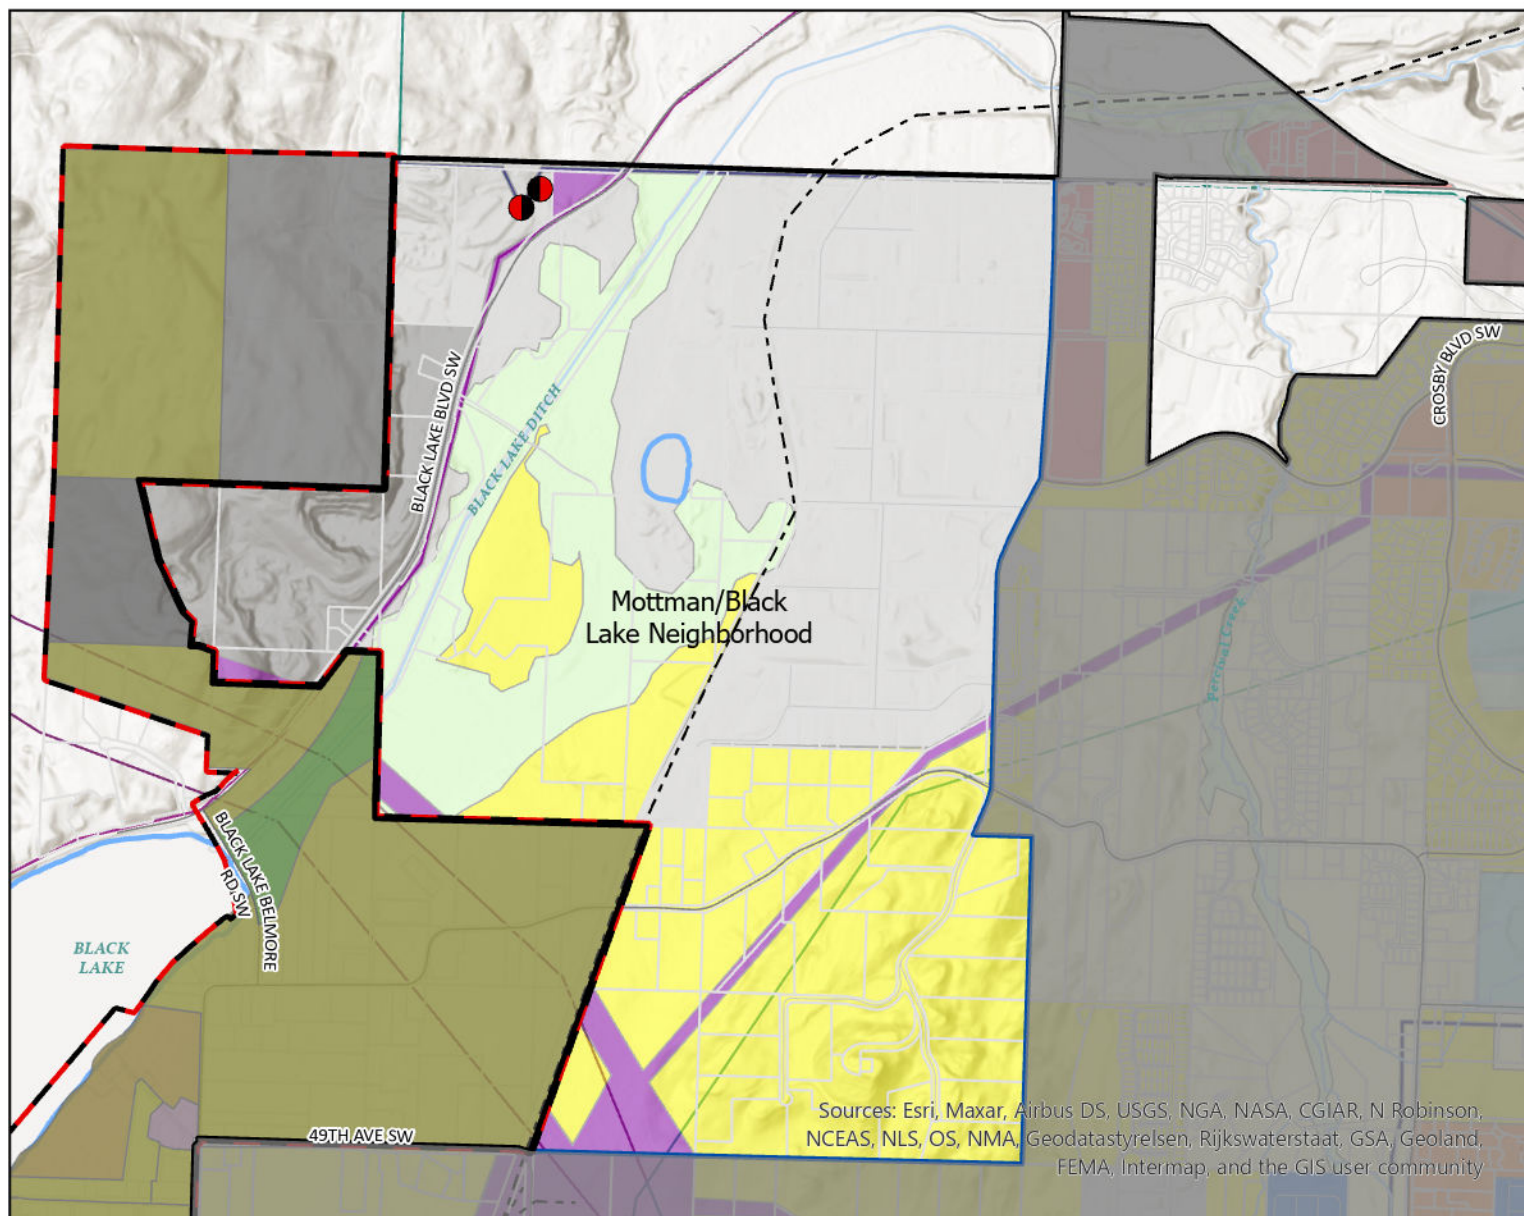 CROSBY BLVD SW
BLACK LAKE BLVD SW
BLACK LAKE DITCH
Mottman/Black
Lake Neighborhood
Percival Creek
BLACK LAKE BELMORE
RD SW
BLACK
LAKE
49TH AVE SW
Sources: Esri, Maxar, Airbus DS, USGS, NGA, NASA, CGIAR, N Robinson,
NCEAS, NLS, OS, NMA, Geodatastyrelsen, Rijkswaterstaat, GSA, Geoland,
FEMA, Intermap, and the GIS user community